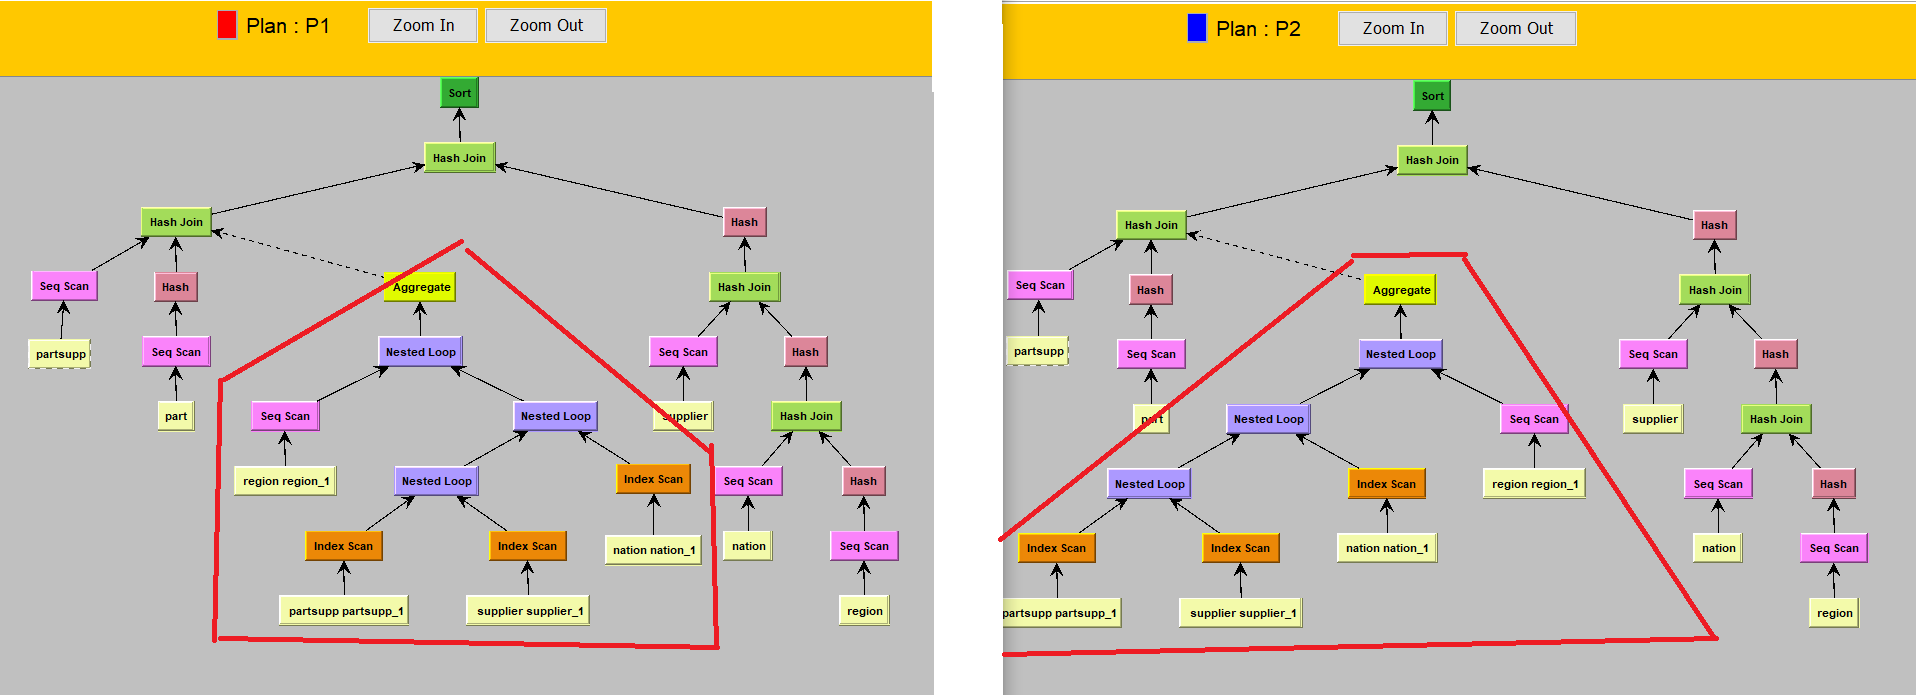 Plan : P1
Zoom In
Zoom Out
Sort
Hash Join
Hash Join
Hash
Seq Scan
Hash
Aggregate
Hash Join
partsupp
Seq Scan
Nested Loop
Seq Scan
Hash
part
Seq Scan
Nested Loop
supplier
Hash Join
region region_1
Nested Loop
Index Scan
Seq Scan
Hash
Index Scan
Index Scan
nation nation_1
nation
Seq Scan
partsupp partsupp_1
supplier supplier_1
region
Plan : P2
Zoom In
Zoom Out
Sort
Hash Join
Hash Join
Hash
Seq Scan
Hash
Aggregate
Hash Join
partsupp
Seq Scan
Nested Loop
Seq Scan
Hash
part
Nested Loop
Seq Scan
supplier
Hash Join
Nested Loop
Index Scan
region region_1
Seq Scan
Hash
Index Scan
Index Scan
nation nation_1
nation
Seq Scan
partsupp partsupp_1
supplier supplier_1
region